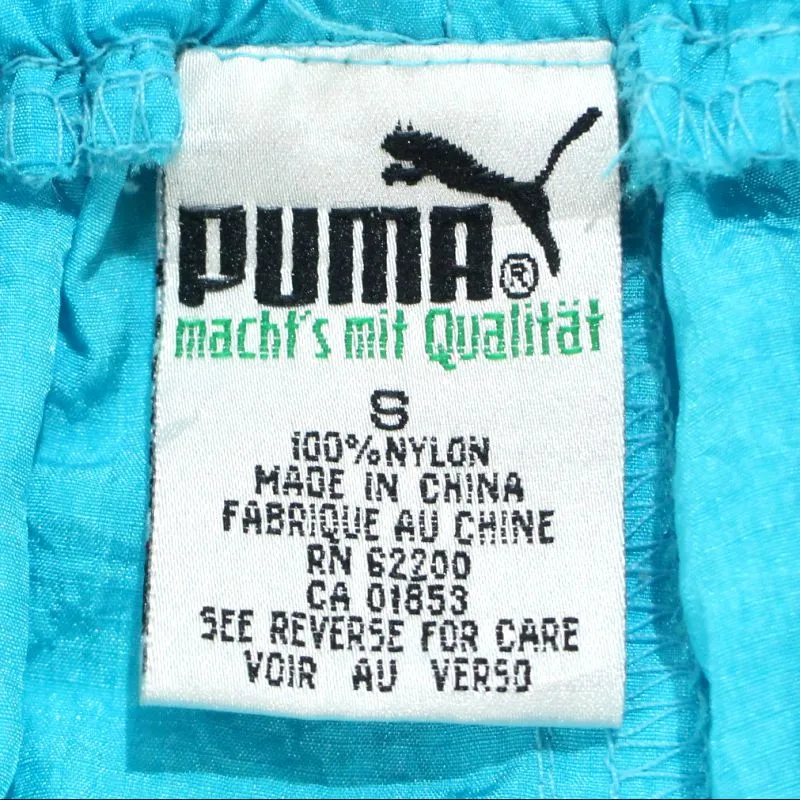 PUMA®
macht's mit Qualität
S
100% NYLON
MADE IN CHINA
FABRIQUE AU CHINE
RN 62200
CA 01853
SEE REVERSE FOR CARE
VOIR AU VERSO